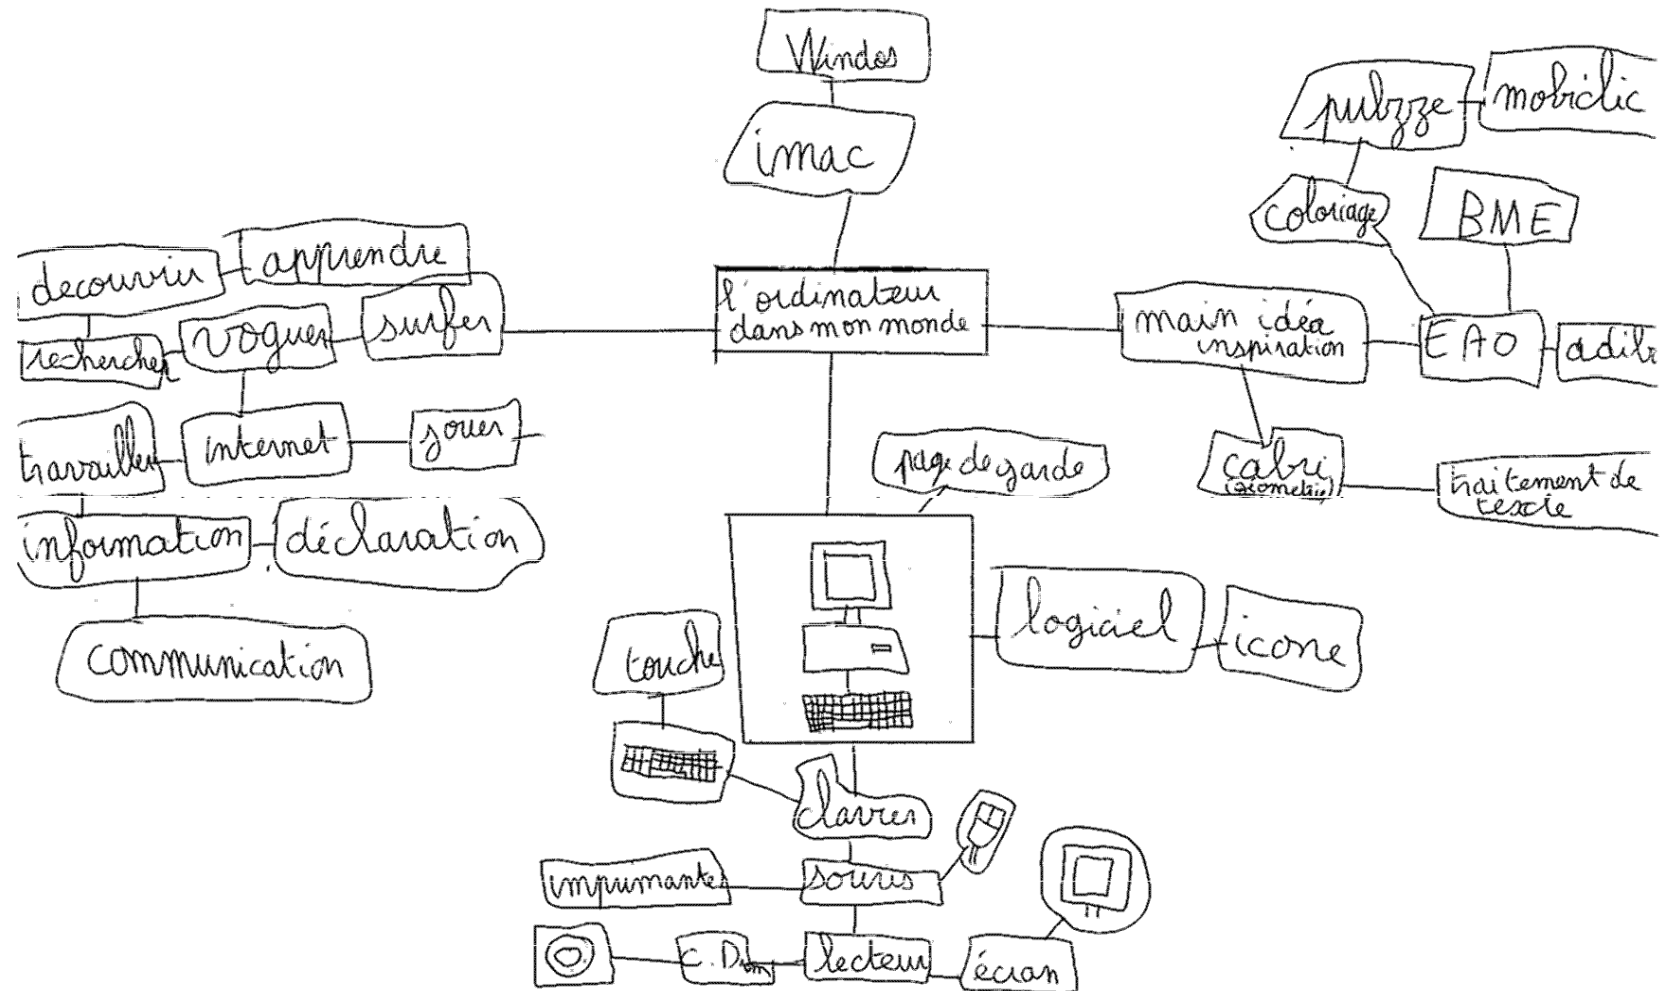 Windos
imac
pulzze
mobiclic
coloriage
BME
decouvrir
apprendre
rechercher
voguer
surfer
l'ordinateur
dans mon monde
main idéa
inspiration
EAO
travailler
internet
jouer
page de garde
cabri
(géométrie)
traitement de
texte
information
déclaration
communication
touche
logiciel
icone
clavier
imprimante
souris
C.D rom
lecteur
écran